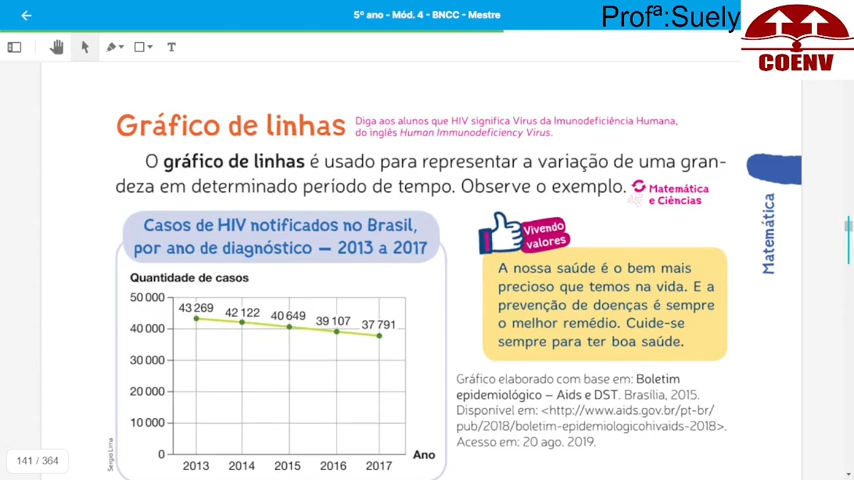 5º ano - Mód. 4 - BNCC - Mestre
Profª:Suely
COENV
T
Gráfico de linhas
Diga aos alunos que HIV significa Vírus da Imunodeficiência Humana,
do inglês Human Immunodeficiency Virus.
O gráfico de linhas é usado para representar a variação de uma gran-
deza em determinado período de tempo. Observe o exemplo.
Matemática
e Ciências
Matemática
Casos de HIV notificados no Brasil,
por ano de diagnóstico — 2013 a 2017
Quantidade de casos
50 000
40 000
30 000
20 000
10 000
0
43 269
42 122
40 649
39 107
37 791
2013
2014
2015
2016
2017
Ano
Sergio Lima
Vivendo
valores
A nossa saúde é o bem mais
precioso que temos na vida. E a
prevenção de doenças é sempre
o melhor remédio. Cuide-se
sempre para ter boa saúde.
Gráfico elaborado com base em: Boletim
epidemiológico – Aids e DST. Brasília, 2015.
Disponível em: <http://www.aids.gov.br/pt-br/
pub/2018/boletim-epidemiologicohivaids-2018>.
Acesso em: 20 ago. 2019.
141 / 364